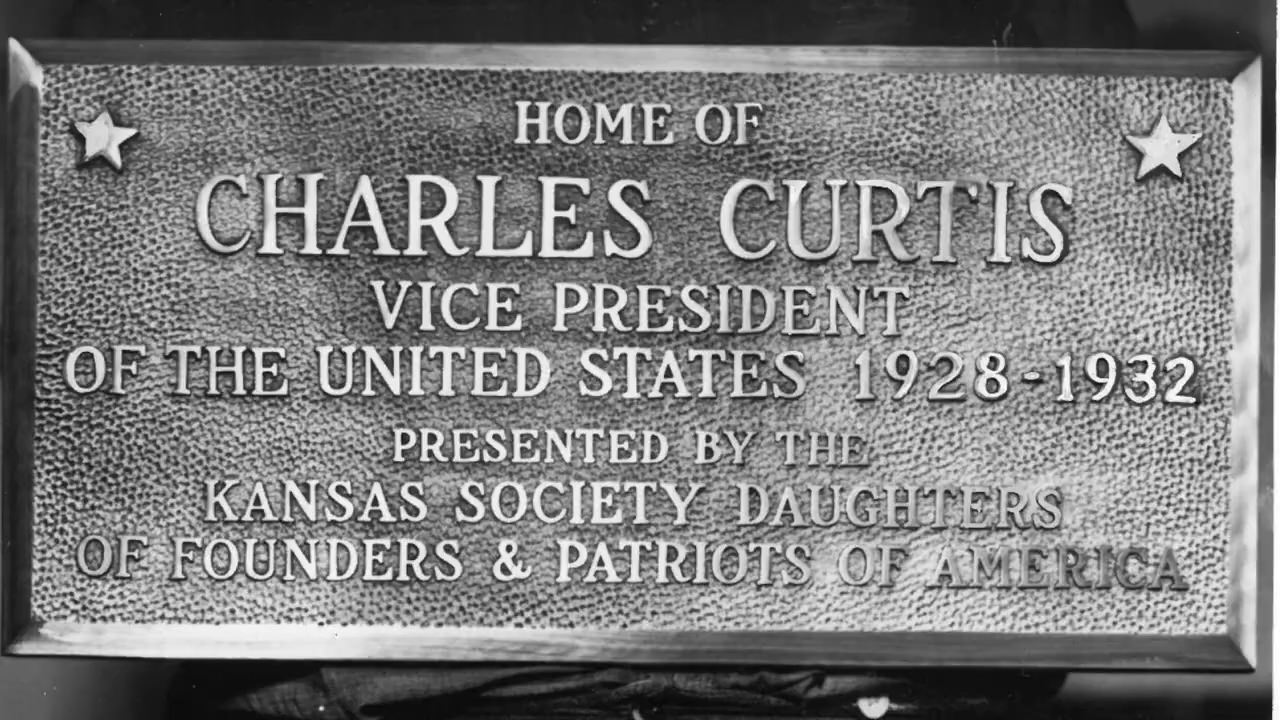 HOME OF
CHARLES CURTIS
VICE PRESIDENT
OF THE UNITED STATES 1928-1932
PRESENTED BY THE
KANSAS SOCIETY DAUGHTERS
OF FOUNDERS & PATRIOTS OF AMERICA